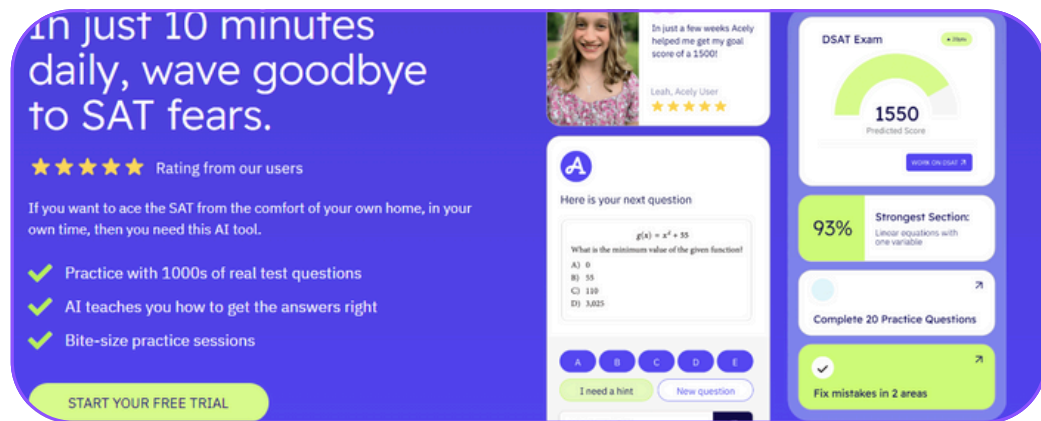 In just 10 minutes
daily, wave goodbye
to SAT fears.
Rating from our users
If you want to ace the SAT from the comfort of your own home, in your
own time, then you need this AI tool.
Practice with 1000s of real test questions
AI teaches you how to get the answers right
Bite-size practice sessions
START YOUR FREE TRIAL
In just a few weeks Acely
helped me get my goal
score of a 1500!
Leah, Acely User
A
Here is your next question
g(x) = x² + 55
What is the minimum value of the given function?
A) 0
B) 55
C) 110
D) 3,025
A B C D E
I need a hint New question
DSAT Exam
1550
Predicted Score
WORK ON DSAT
93%
Strongest Section:
Linear equations with
one variable
Complete 20 Practice Questions
Fix mistakes in 2 areas